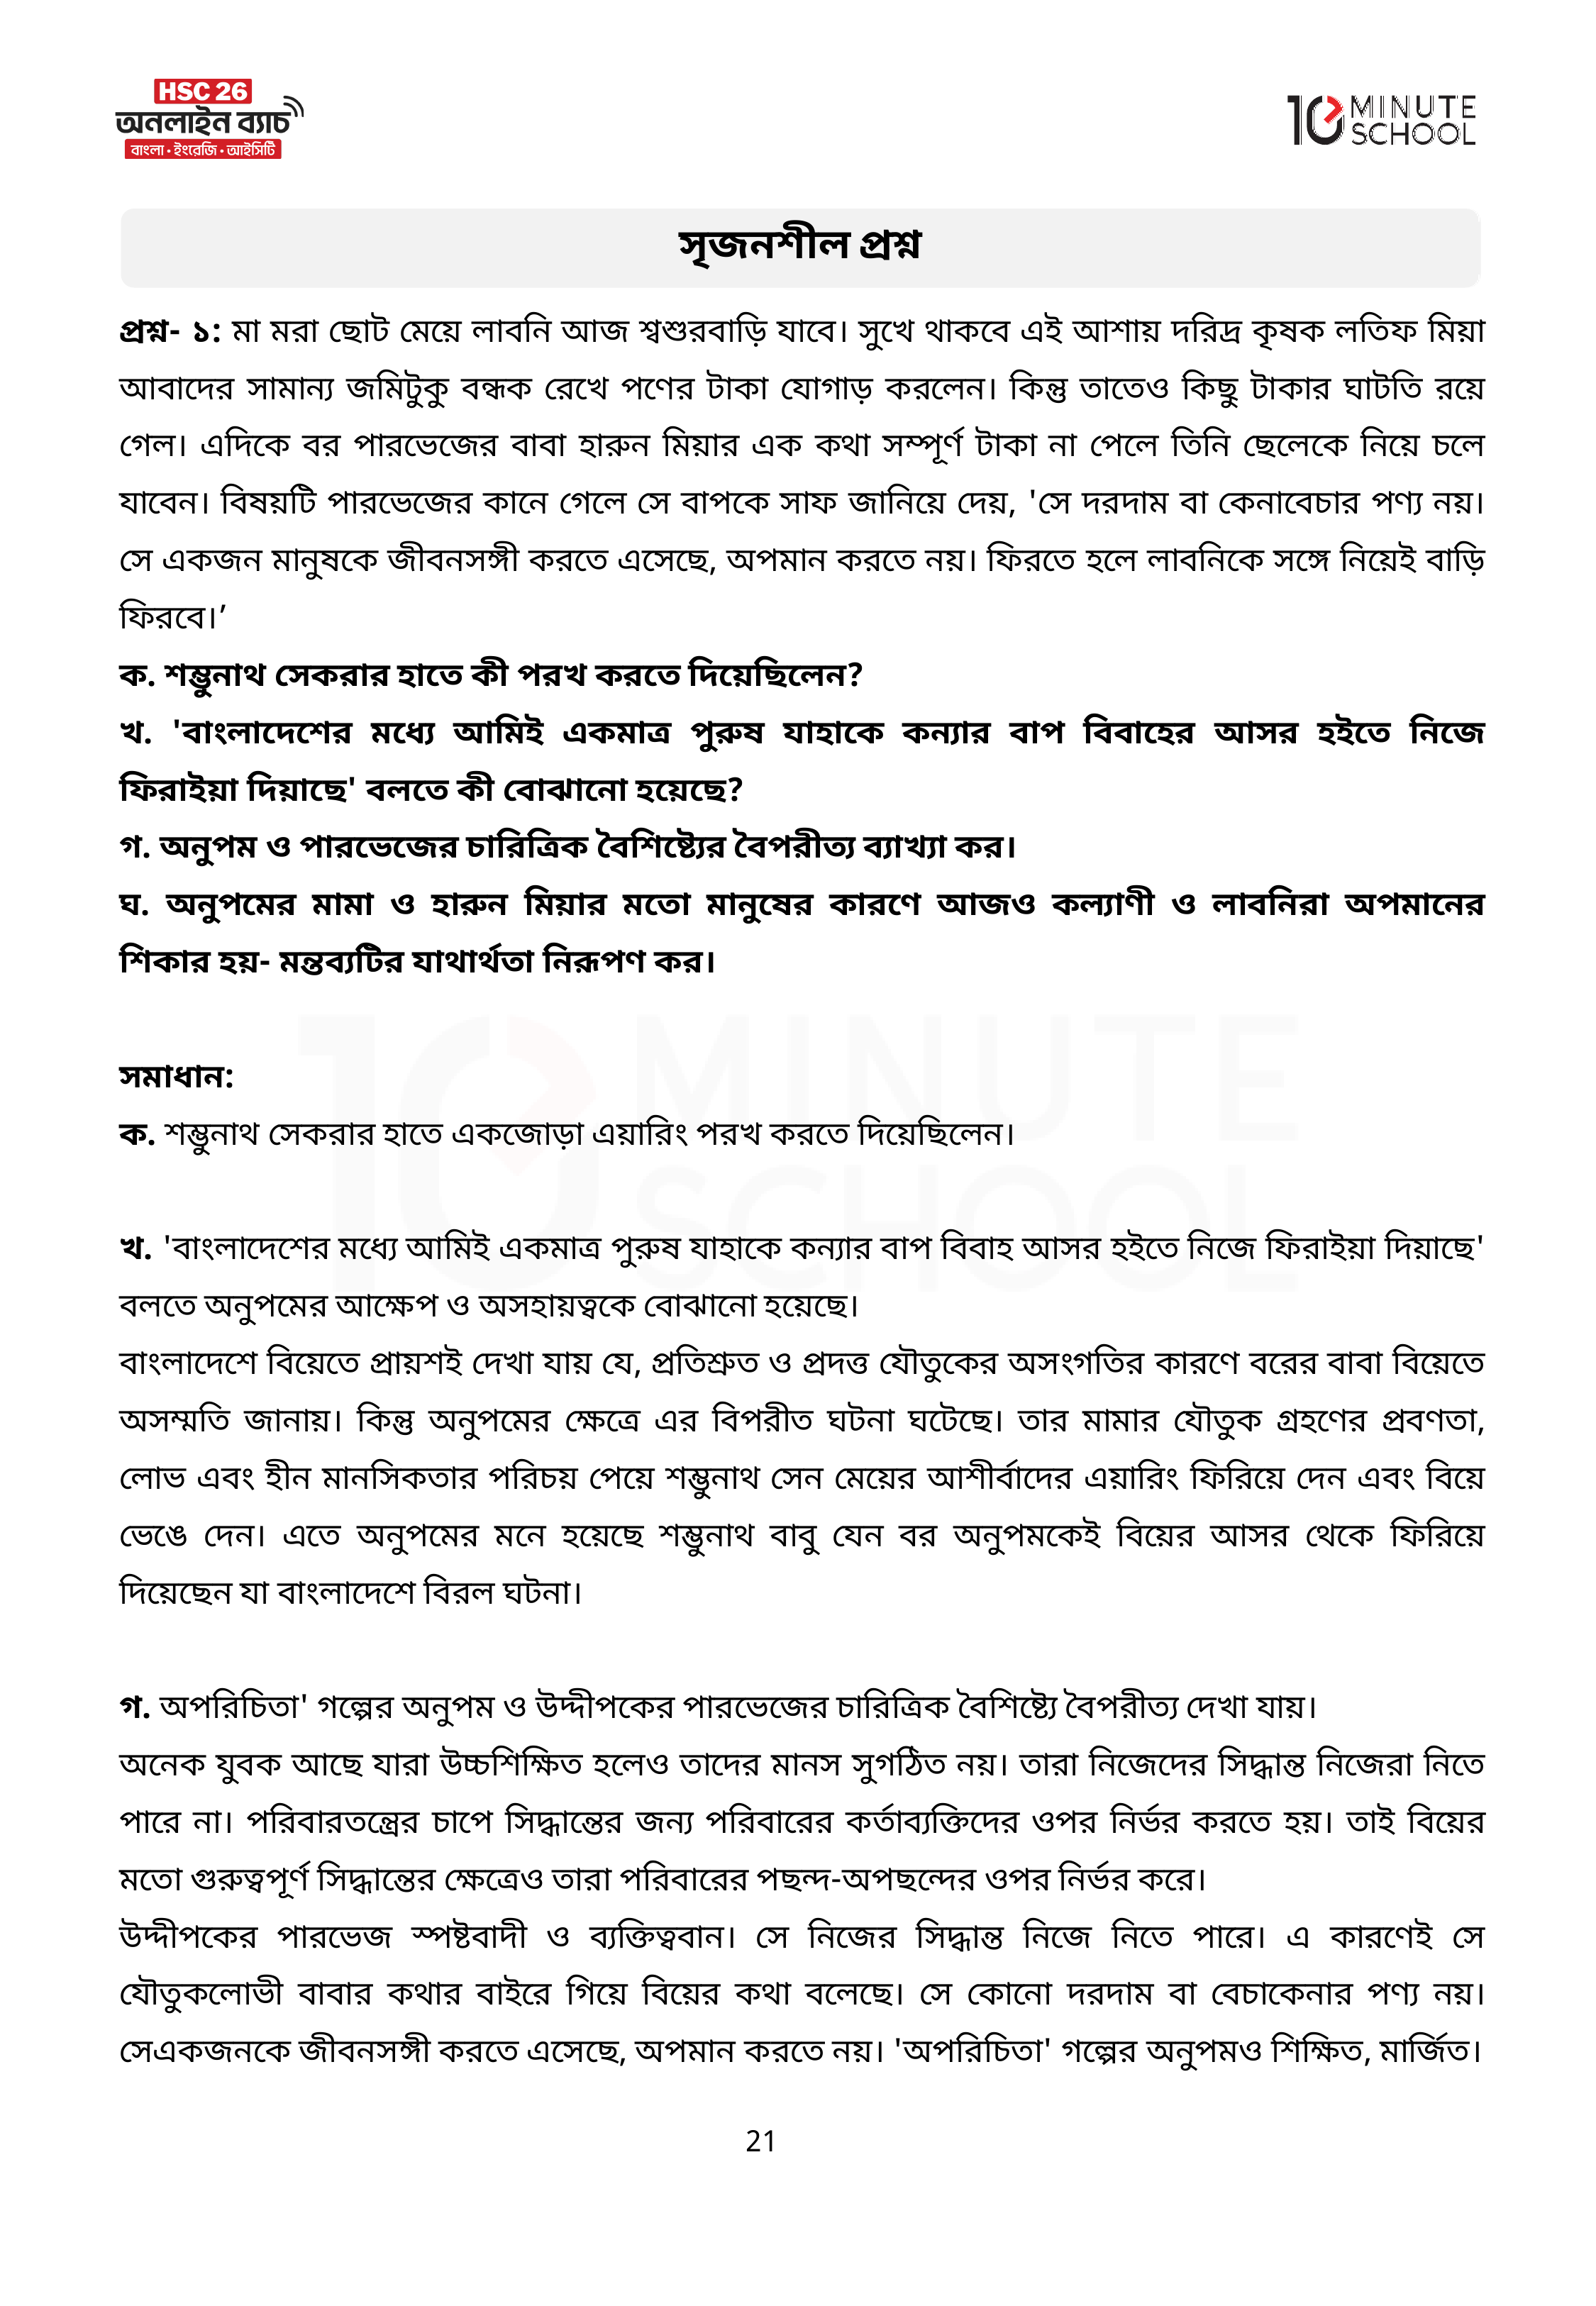 HSC 26
অনলাইন ব্যাচ
বাংলা • ইংরেজি • আইসিটি
10 MINUTE SCHOOL
সৃজনশীল প্রশ্ন
প্রশ্ন- ১: মা মরা ছোট মেয়ে লাবনি আজ শ্বশুরবাড়ি যাবে। সুখে থাকবে এই আশায় দরিদ্র কৃষক লতিফ মিয়া
আবাদের সামান্য জমিটুকু বন্ধক রেখে পণের টাকা যোগাড় করলেন। কিন্তু তাতেও কিছু টাকার ঘাটতি রয়ে
গেল। এদিকে বর পারভেজের বাবা হারুন মিয়ার এক কথা সম্পূর্ণ টাকা না পেলে তিনি ছেলেকে নিয়ে চলে
যাবেন। বিষয়টি পারভেজের কানে গেলে সে বাপকে সাফ জানিয়ে দেয়, 'সে দরদাম বা কেনাবেচার পণ্য নয়।
সে একজন মানুষকে জীবনসঙ্গী করতে এসেছে, অপমান করতে নয়। ফিরতে হলে লাবনিকে সঙ্গে নিয়েই বাড়ি
ফিরবে।’
ক. শম্ভুনাথ সেকরার হাতে কী পরখ করতে দিয়েছিলেন?
খ. 'বাংলাদেশের মধ্যে আমিই একমাত্র পুরুষ যাহাকে কন্যার বাপ বিবাহের আসর হইতে নিজে
ফিরাইয়া দিয়াছে' বলতে কী বোঝানো হয়েছে?
গ. অনুপম ও পারভেজের চারিত্রিক বৈশিষ্ট্যের বৈপরীত্য ব্যাখ্যা কর।
ঘ. অনুপমের মামা ও হারুন মিয়ার মতো মানুষের কারণে আজও কল্যাণী ও লাবনিরা অপমানের
শিকার হয়- মন্তব্যটির যাথার্থতা নিরূপণ কর।
সমাধান:
ক. শম্ভুনাথ সেকরার হাতে একজোড়া এয়ারিং পরখ করতে দিয়েছিলেন।
খ. 'বাংলাদেশের মধ্যে আমিই একমাত্র পুরুষ যাহাকে কন্যার বাপ বিবাহ আসর হইতে নিজে ফিরাইয়া দিয়াছে'
বলতে অনুপমের আক্ষেপ ও অসহায়ত্বকে বোঝানো হয়েছে।
বাংলাদেশে বিয়েতে প্রায়শই দেখা যায় যে, প্রতিশ্রুত ও প্রদত্ত যৌতুকের অসংগতির কারণে বরের বাবা বিয়েতে
অসম্মতি জানায়। কিন্তু অনুপমের ক্ষেত্রে এর বিপরীত ঘটনা ঘটেছে। তার মামার যৌতুক গ্রহণের প্রবণতা,
লোভ এবং হীন মানসিকতার পরিচয় পেয়ে শম্ভুনাথ সেন মেয়ের আশীর্বাদের এয়ারিং ফিরিয়ে দেন এবং বিয়ে
ভেঙে দেন। এতে অনুপমের মনে হয়েছে শম্ভুনাথ বাবু যেন বর অনুপমকেই বিয়ের আসর থেকে ফিরিয়ে
দিয়েছেন যা বাংলাদেশে বিরল ঘটনা।
গ. অপরিচিতা' গল্পের অনুপম ও উদ্দীপকের পারভেজের চারিত্রিক বৈশিষ্ট্যে বৈপরীত্য দেখা যায়।
অনেক যুবক আছে যারা উচ্চশিক্ষিত হলেও তাদের মানস সুগঠিত নয়। তারা নিজেদের সিদ্ধান্ত নিজেরা নিতে
পারে না। পরিবারতন্ত্রের চাপে সিদ্ধান্তের জন্য পরিবারের কর্তাব্যক্তিদের ওপর নির্ভর করতে হয়। তাই বিয়ের
মতো গুরুত্বপূর্ণ সিদ্ধান্তের ক্ষেত্রেও তারা পরিবারের পছন্দ-অপছন্দের ওপর নির্ভর করে।
উদ্দীপকের পারভেজ স্পষ্টবাদী ও ব্যক্তিত্ববান। সে নিজের সিদ্ধান্ত নিজে নিতে পারে। এ কারণেই সে
যৌতুকলোভী বাবার কথার বাইরে গিয়ে বিয়ের কথা বলেছে। সে কোনো দরদাম বা বেচাকেনার পণ্য নয়।
সেএকজনকে জীবনসঙ্গী করতে এসেছে, অপমান করতে নয়। 'অপরিচিতা' গল্পের অনুপমও শিক্ষিত, মার্জিত।
21